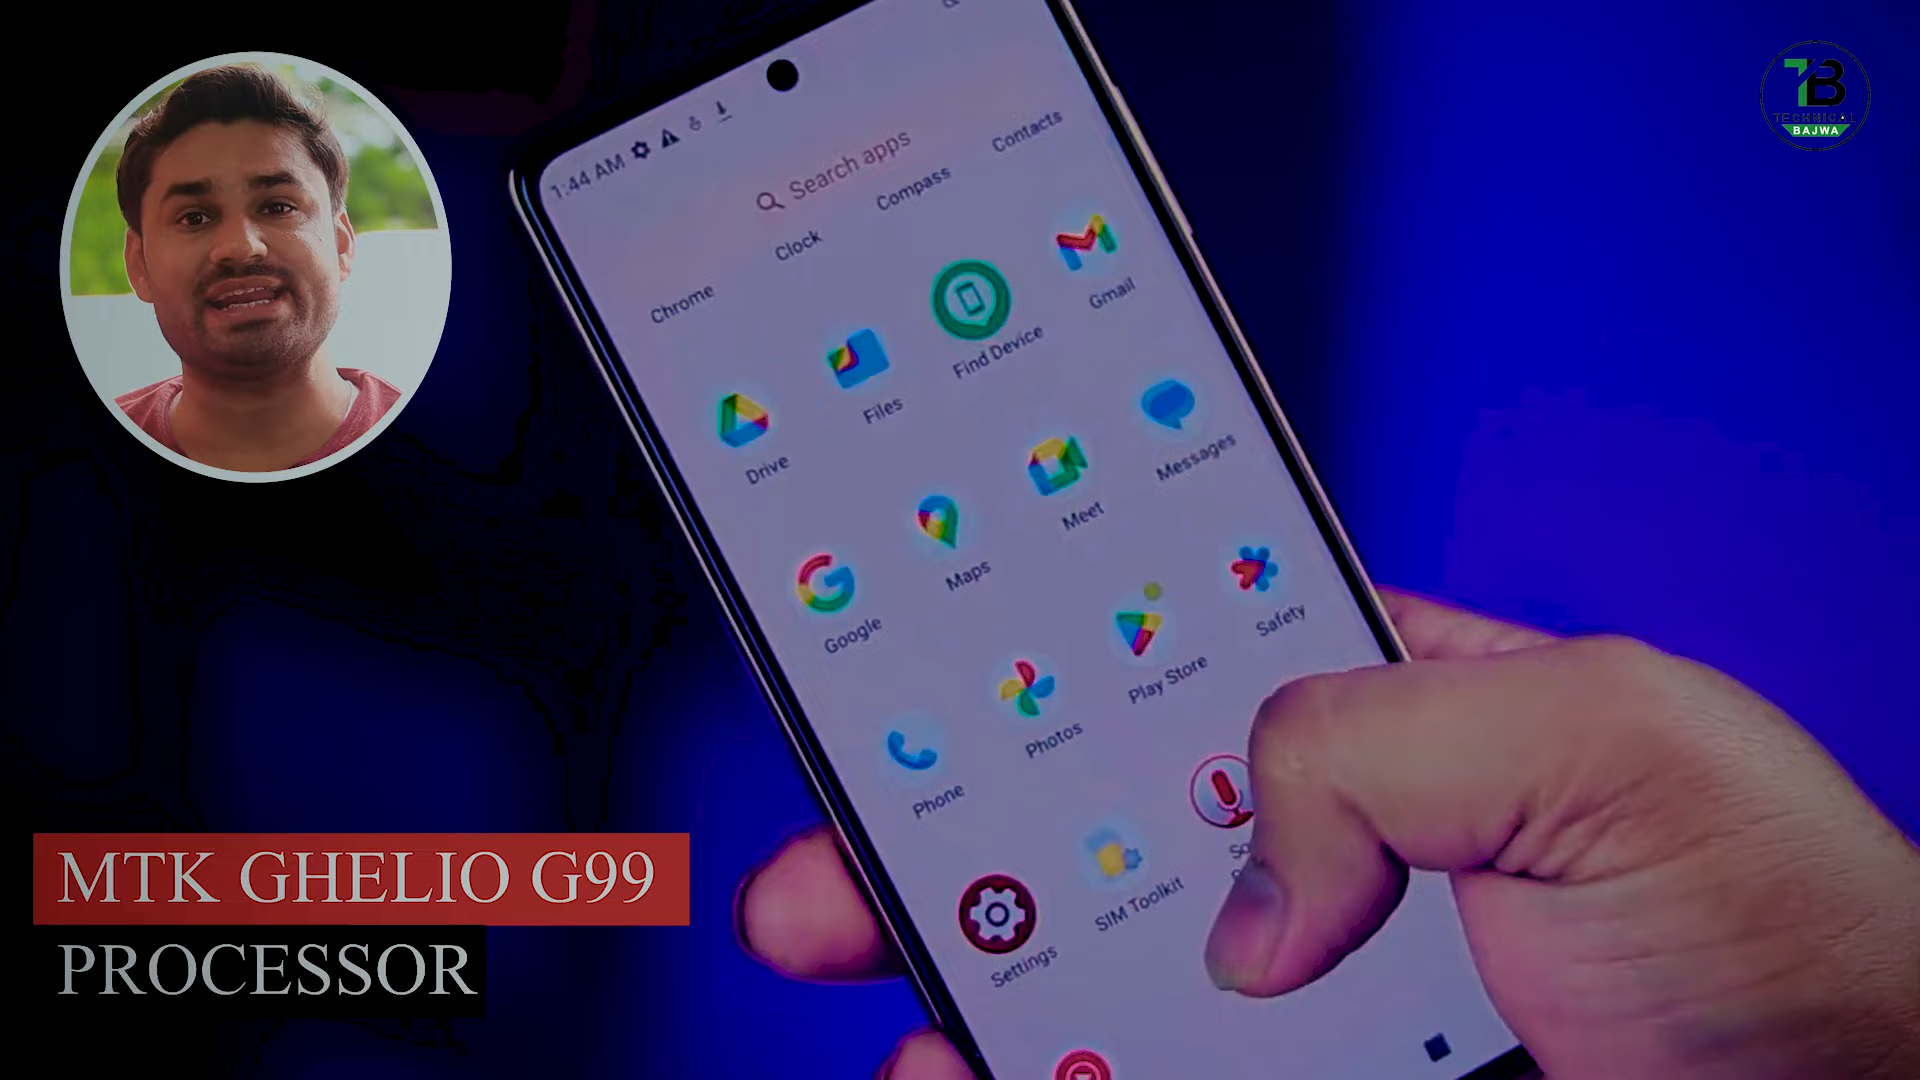 TB
TECHNICAL
BAJWA
1:44 AM
Search apps
Chrome
Clock
Compass
Contacts
Drive
Files
Find Device
Gmail
Google
Maps
Meet
Messages
Phone
Photos
Play Store
Safety
Settings
SIM Toolkit
MTK GHELIO G99
PROCESSOR